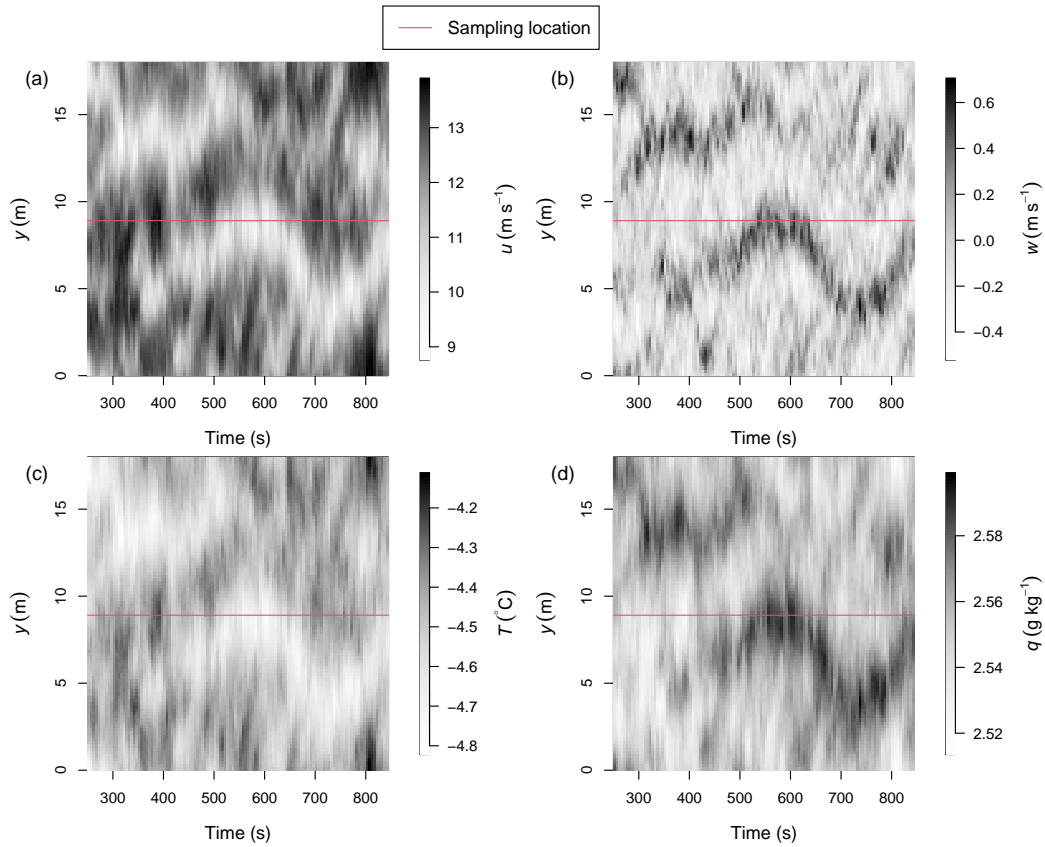 Sampling location
(a)
15
10
5
0
y (m)
300 400 500 600 700 800
Time (s)
13
12
11
10
9
u (m s⁻¹)
(b)
15
10
5
0
y (m)
300 400 500 600 700 800
Time (s)
0.6
0.4
0.2
0.0
−0.2
−0.4
w (m s⁻¹)
(c)
15
10
5
0
y (m)
300 400 500 600 700 800
Time (s)
−4.2
−4.3
−4.4
−4.5
−4.6
−4.7
−4.8
T (°C)
(d)
15
10
5
0
y (m)
300 400 500 600 700 800
Time (s)
2.58
2.56
2.54
2.52
q (g kg⁻¹)